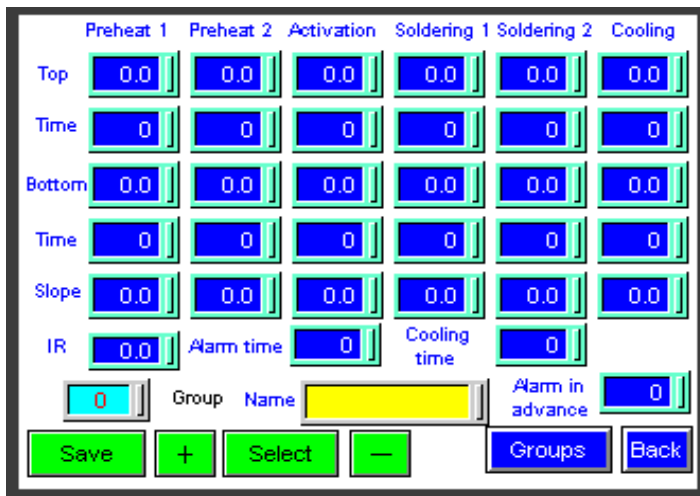 Preheat 1 Preheat 2 Activation Soldering 1 Soldering 2 Cooling
Top 0.0 0.0 0.0 0.0 0.0 0.0
Time 0 0 0 0 0 0
Bottom 0.0 0.0 0.0 0.0 0.0 0.0
Time 0 0 0 0 0 0
Slope 0.0 0.0 0.0 0.0 0.0 0.0
IR 0.0 Alarm time 0 Cooling time 0
0 Group Name Alarm in advance 0
Save + Select — Groups Back